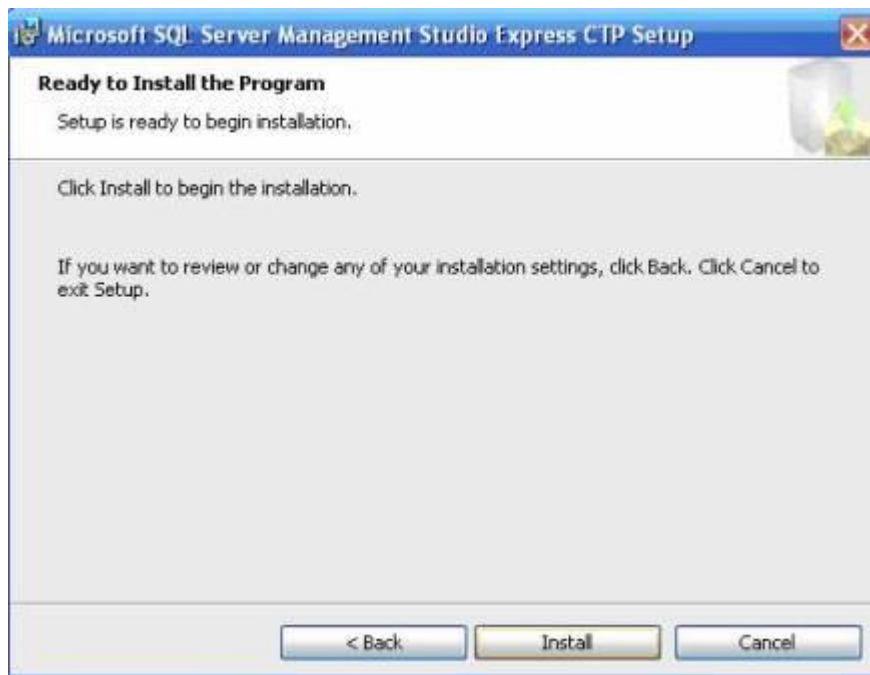 Microsoft SQL Server Management Studio Express CTP Setup
Ready to Install the Program
Setup is ready to begin installation.
Click Install to begin the installation.
If you want to review or change any of your installation settings, click Back. Click Cancel to
exit Setup.
< Back
Install
Cancel